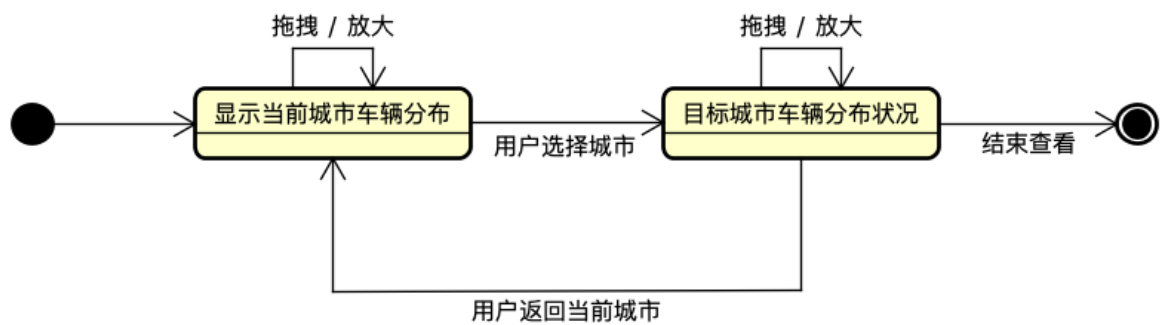 拖拽 / 放大
拖拽 / 放大
显示当前城市车辆分布
目标城市车辆分布状况
用户选择城市
结束查看
用户返回当前城市